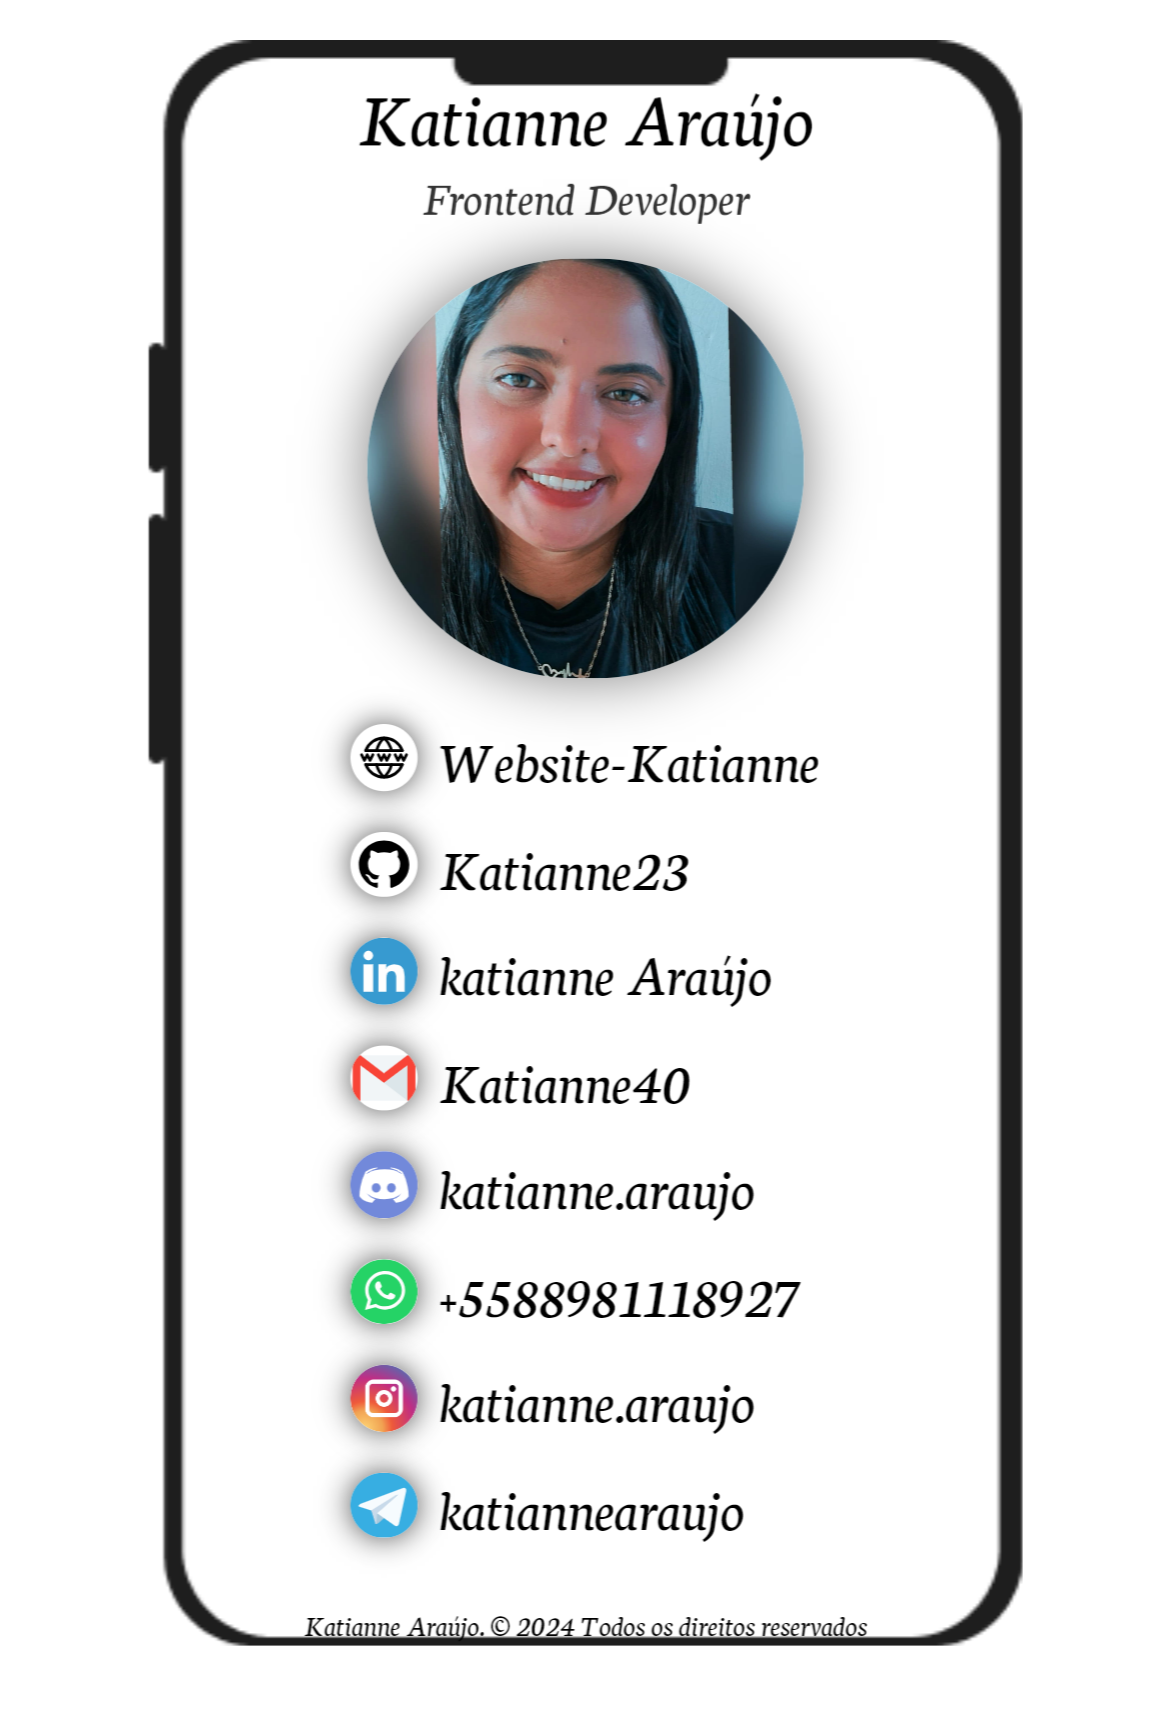 Katianne Araújo
Frontend Developer
WWW
Website-Katianne
Katianne23
in
katianne Araújo
Katianne40
katianne.araujo
+5588981118927
katianne.araujo
katiannearaujo
Katianne Araújo. © 2024 Todos os direitos reservados